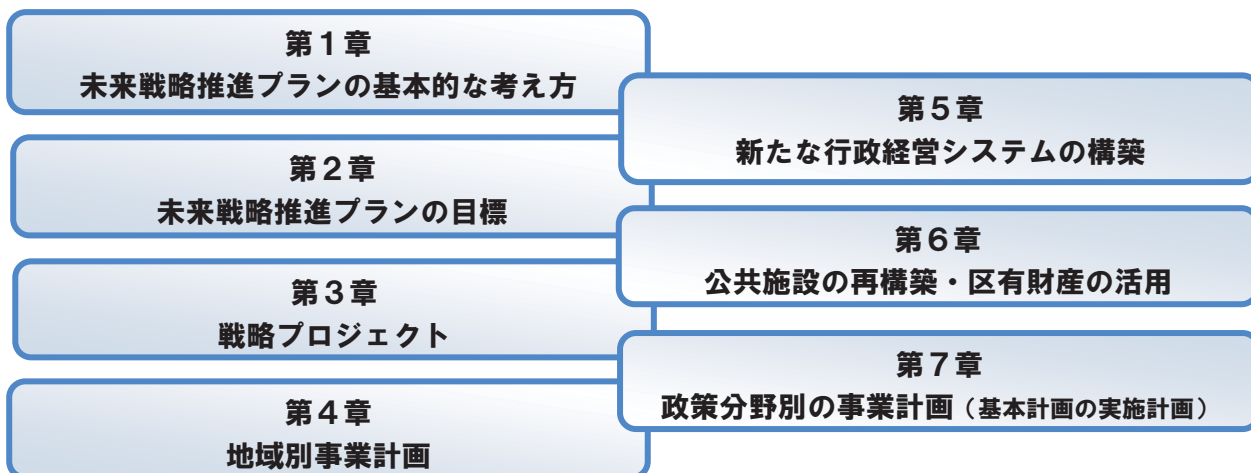 第１章
未来戦略推進プランの基本的な考え方
第２章
未来戦略推進プランの目標
第３章
戦略プロジェクト
第４章
地域別事業計画
第５章
新たな行政経営システムの構築
第６章
公共施設の再構築・区有財産の活用
第７章
政策分野別の事業計画（基本計画の実施計画）